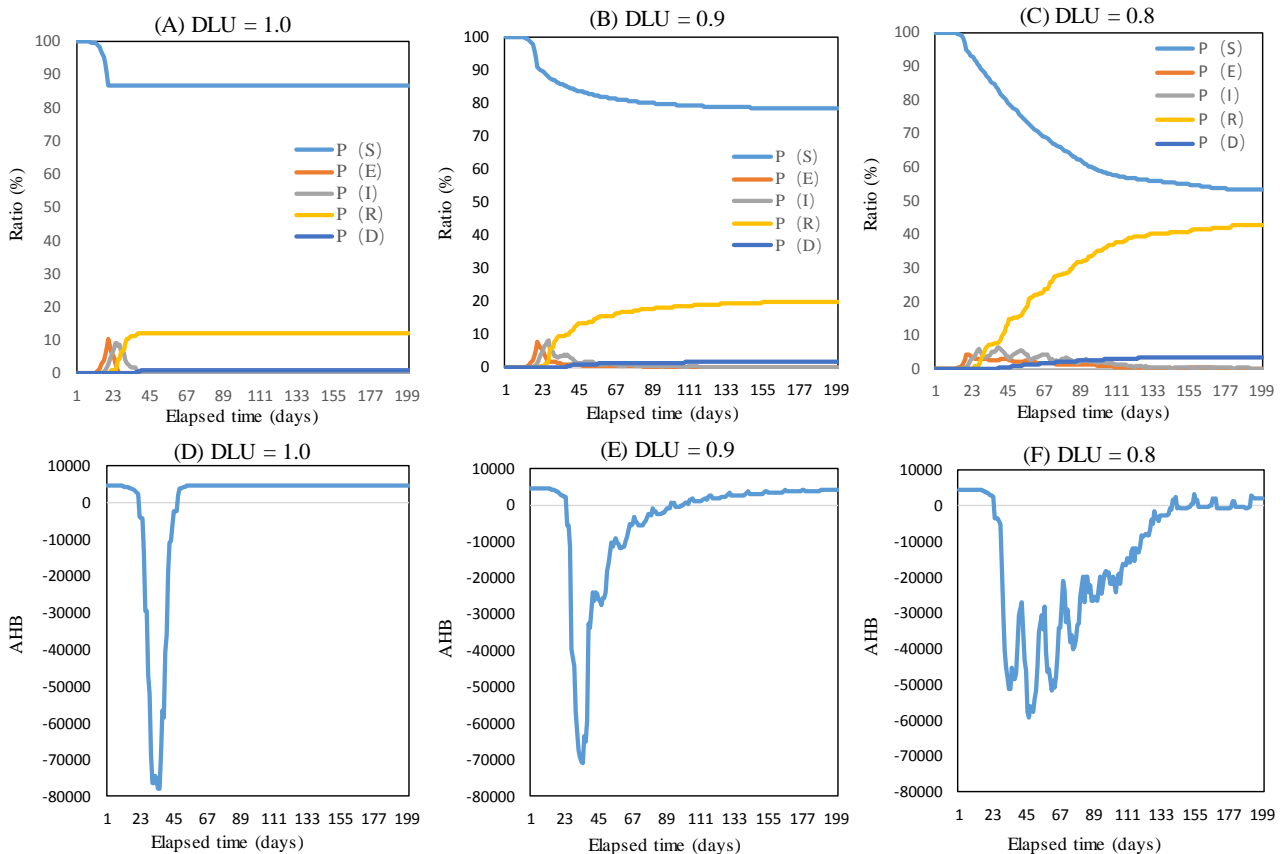 (A) DLU = 1.0
100
90
80
70
60
50
40
30
20
10
0
Ratio (%)
P (S)
P (E)
P (I)
P (R)
P (D)
1 23 45 67 89 111 133 155 177 199
Elapsed time (days)
(B) DLU = 0.9
100
90
80
70
60
50
40
30
20
10
0
Ratio (%)
P (S)
P (E)
P (I)
P (R)
P (D)
1 23 45 67 89 111 133 155 177 199
Elapsed time (days)
(C) DLU = 0.8
100
90
80
70
60
50
40
30
20
10
0
Ratio (%)
P (S)
P (E)
P (I)
P (R)
P (D)
1 23 45 67 89 111 133 155 177 199
Elapsed time (days)
(D) DLU = 1.0
10000
0
-10000
-20000
-30000
-40000
-50000
-60000
-70000
-80000
AHB
1 23 45 67 89 111 133 155 177 199
Elapsed time (days)
(E) DLU = 0.9
10000
0
-10000
-20000
-30000
-40000
-50000
-60000
-70000
-80000
AHB
1 23 45 67 89 111 133 155 177 199
Elapsed time (days)
(F) DLU = 0.8
10000
0
-10000
-20000
-30000
-40000
-50000
-60000
-70000
-80000
AHB
1 23 45 67 89 111 133 155 177 199
Elapsed time (days)